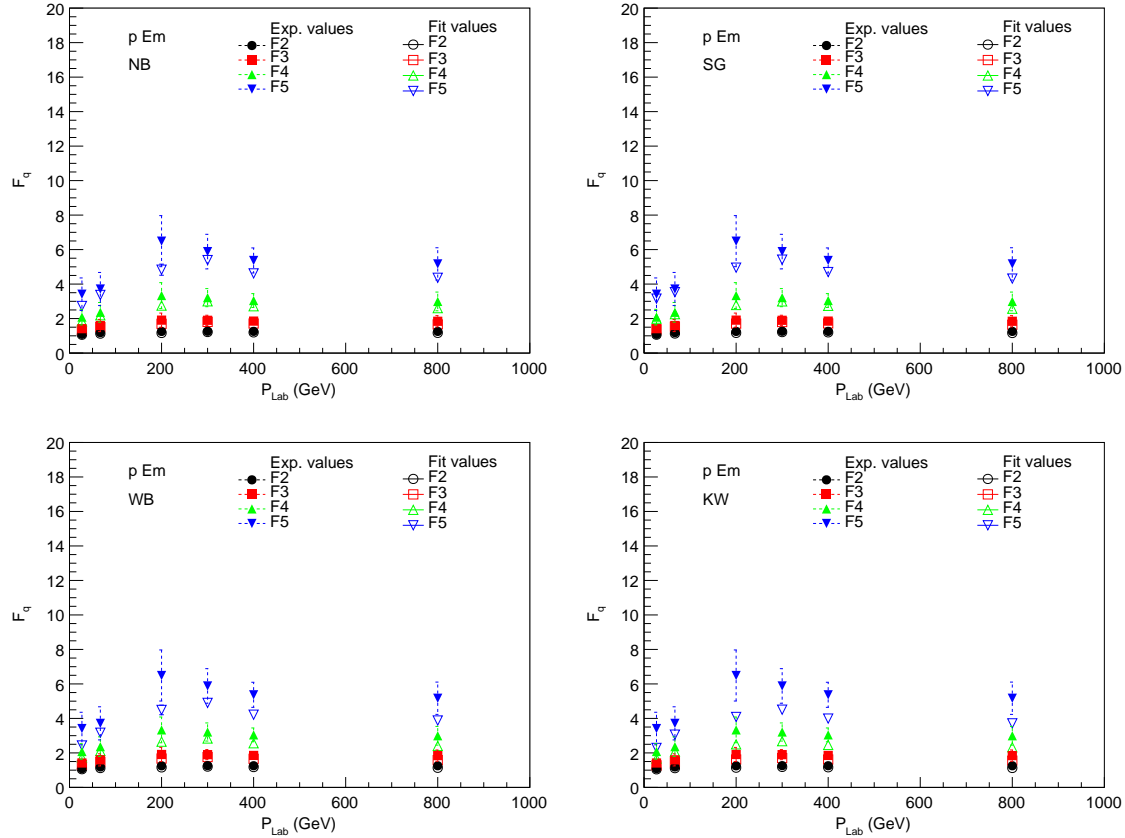 p Em
NB
Exp. values
F2
F3
F4
F5
Fit values
F2
F3
F4
F5
20
18
16
14
12
10
8
6
4
2
0
F_q
0 200 400 600 800 1000
P_Lab (GeV)
p Em
SG
Exp. values
F2
F3
F4
F5
Fit values
F2
F3
F4
F5
20
18
16
14
12
10
8
6
4
2
0
F_q
0 200 400 600 800 1000
P_Lab (GeV)
p Em
WB
Exp. values
F2
F3
F4
F5
Fit values
F2
F3
F4
F5
20
18
16
14
12
10
8
6
4
2
0
F_q
0 200 400 600 800 1000
P_Lab (GeV)
p Em
KW
Exp. values
F2
F3
F4
F5
Fit values
F2
F3
F4
F5
20
18
16
14
12
10
8
6
4
2
0
F_q
0 200 400 600 800 1000
P_Lab (GeV)